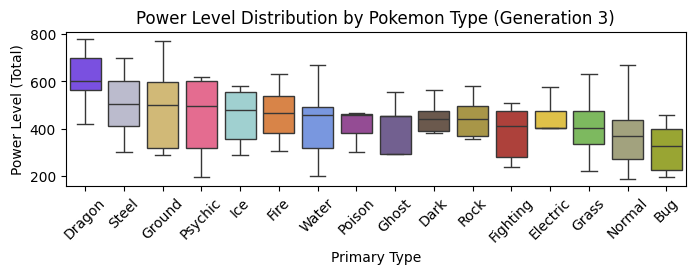 Power Level Distribution by Pokemon Type (Generation 3)
Power Level (Total)
800
600
400
200
Dragon
Steel
Ground
Psychic
Ice
Fire
Water
Poison
Ghost
Dark
Rock
Fighting
Electric
Grass
Normal
Bug
Primary Type